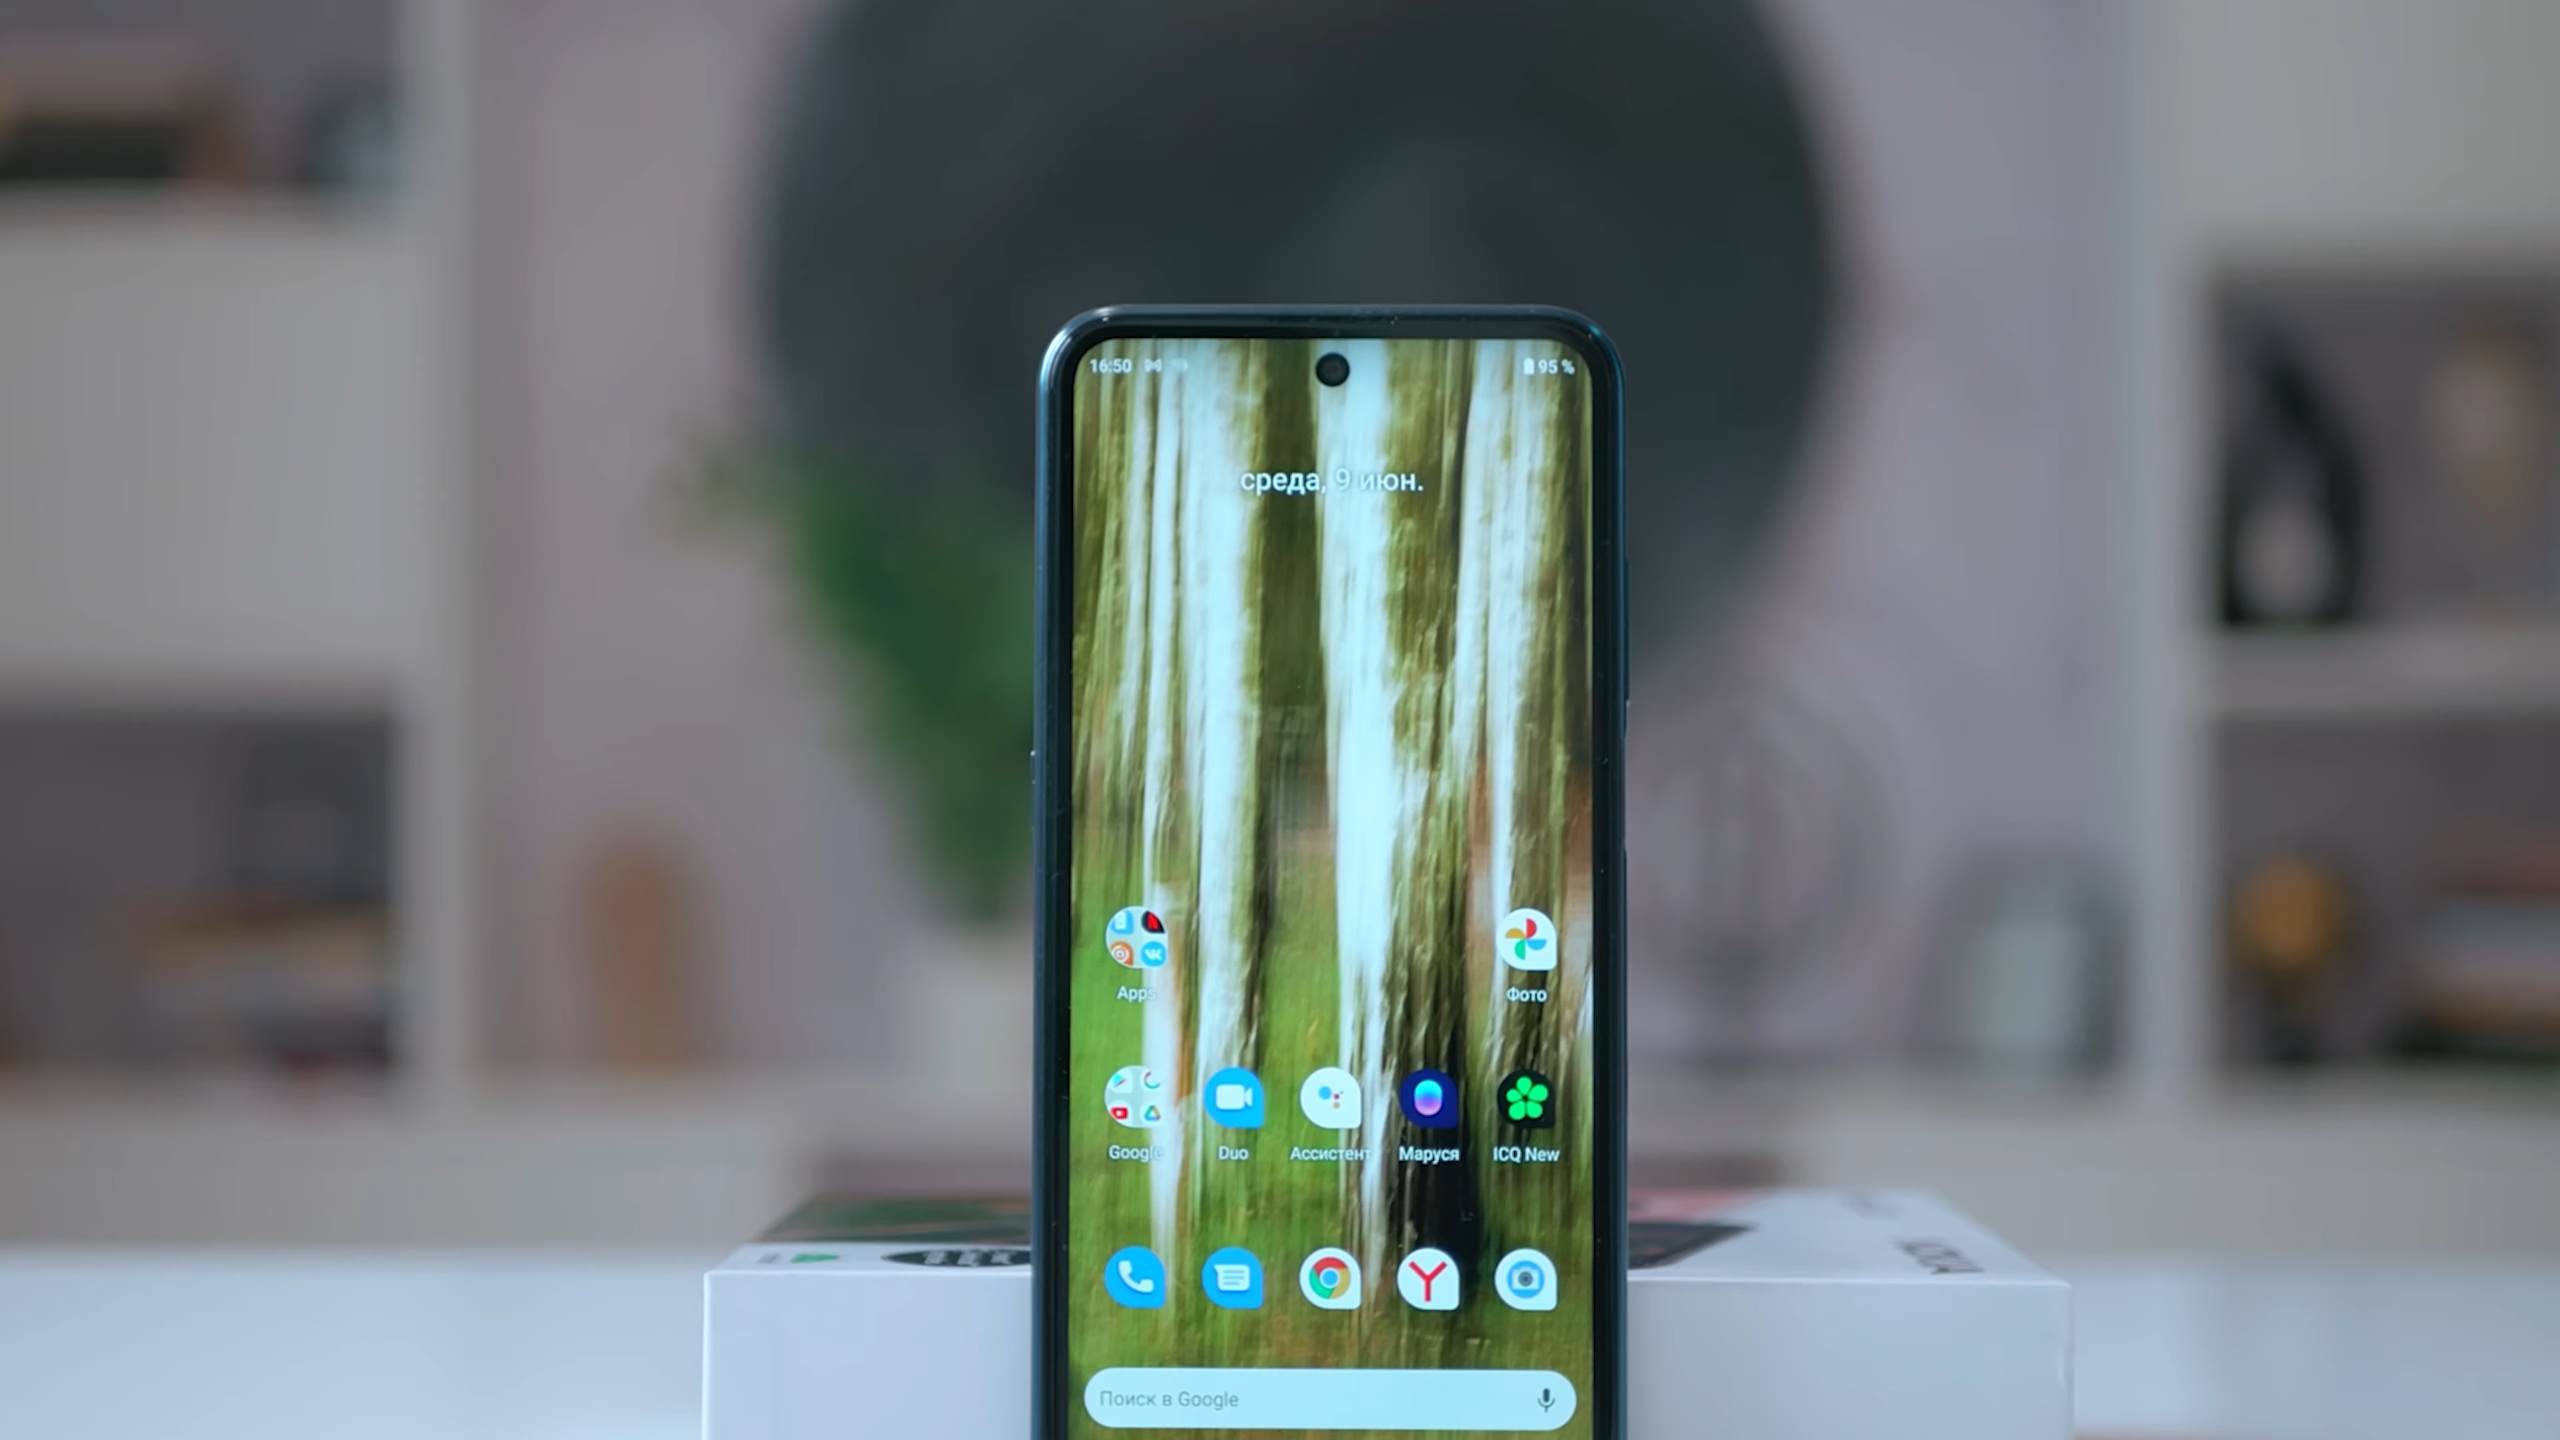 16:50
95 %
среда, 9 июн.
Apps
Фото
Google
Duo
Ассистент
Маруся
ICQ New
Поиск в Google